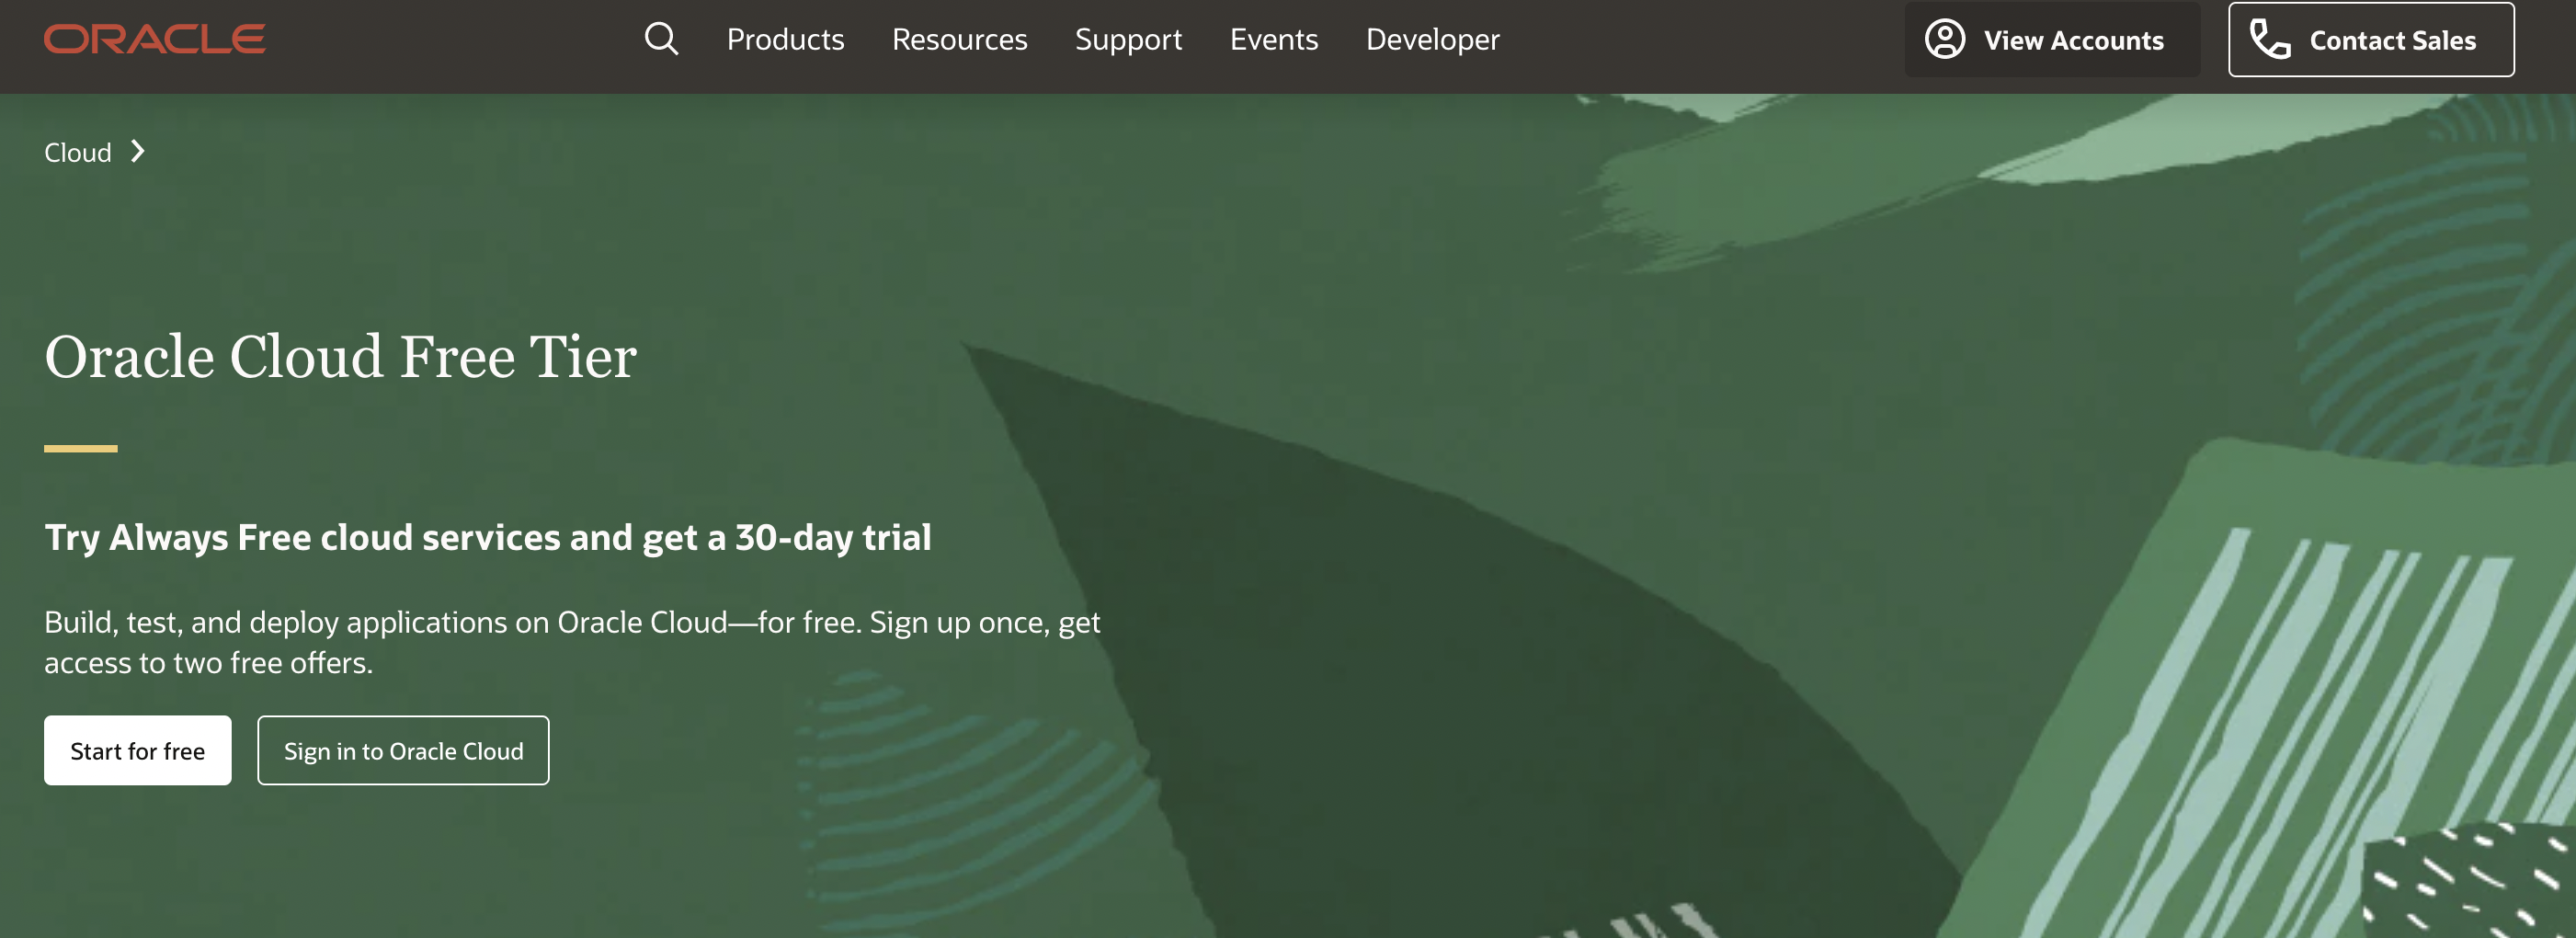 ORACLE
Products Resources Support Events Developer
View Accounts
Contact Sales
Cloud
Oracle Cloud Free Tier
Try Always Free cloud services and get a 30-day trial
Build, test, and deploy applications on Oracle Cloud—for free. Sign up once, get
access to two free offers.
Start for free
Sign in to Oracle Cloud